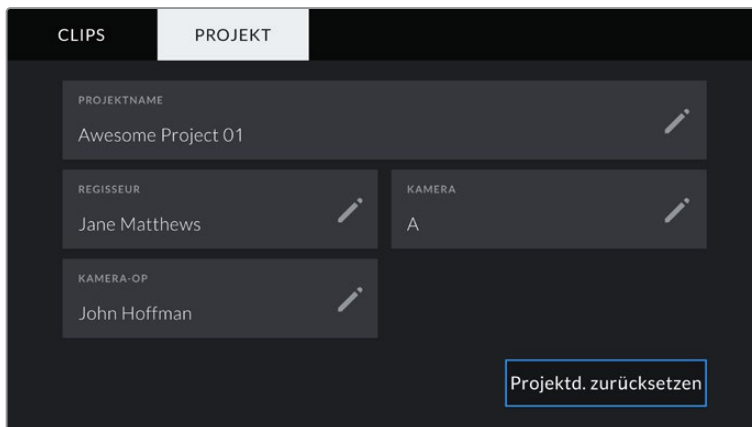 CLIPS PROJEKT
PROJEKTNAME
Awesome Project 01
REGISSEUR
Jane Matthews
KAMERA
A
KAMERA-OP
John Hoffman
Projektd. zurücksetzen